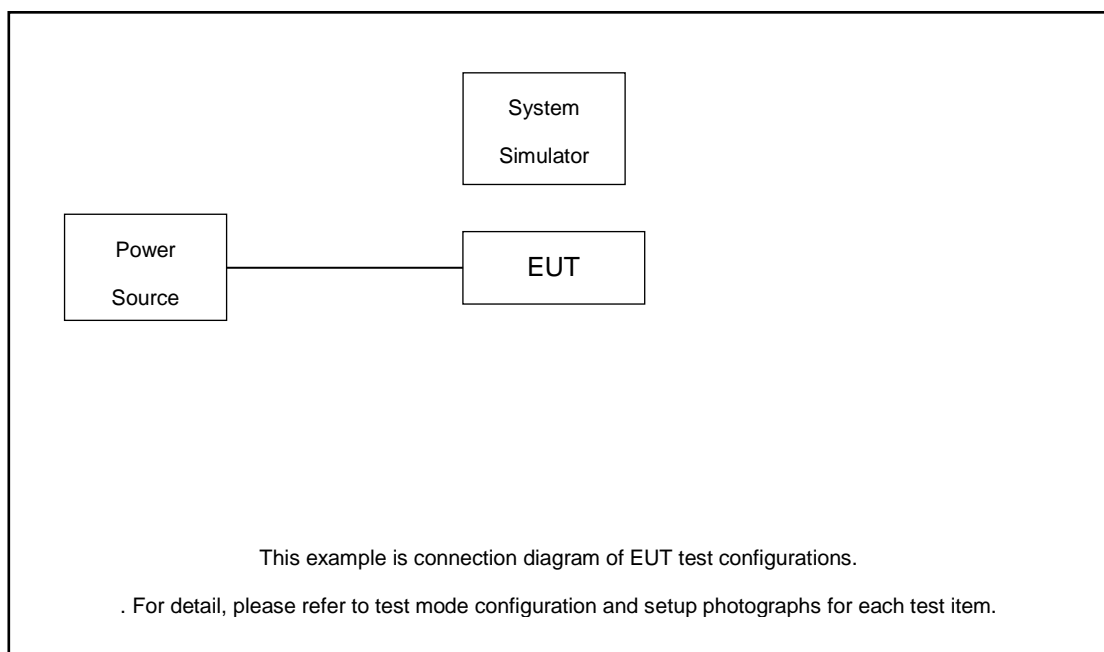 System
Simulator
Power
Source
EUT
This example is connection diagram of EUT test configurations.
. For detail, please refer to test mode configuration and setup photographs for each test item.